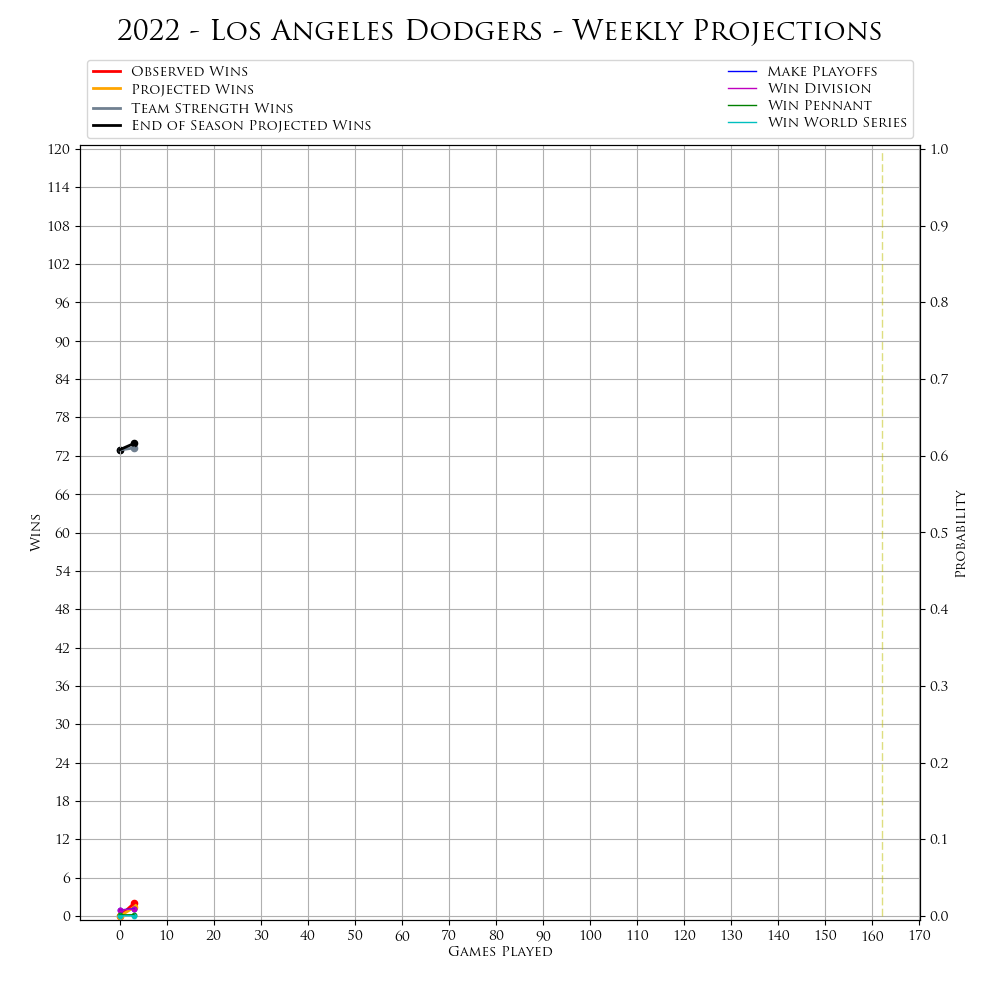 2022 - Los Angeles Dodgers - Weekly Projections
Observed Wins
Projected Wins
Team Strength Wins
End of Season Projected Wins
Make Playoffs
Win Division
Win Pennant
Win World Series
120
114
108
102
96
90
84
78
72
66
60
54
48
42
36
30
24
18
12
6
0
Wins
1.0
0.9
0.8
0.7
0.6
0.5
0.4
0.3
0.2
0.1
0.0
Probability
0 10 20 30 40 50 60 70 80 90 100 110 120 130 140 150 160 170
Games Played